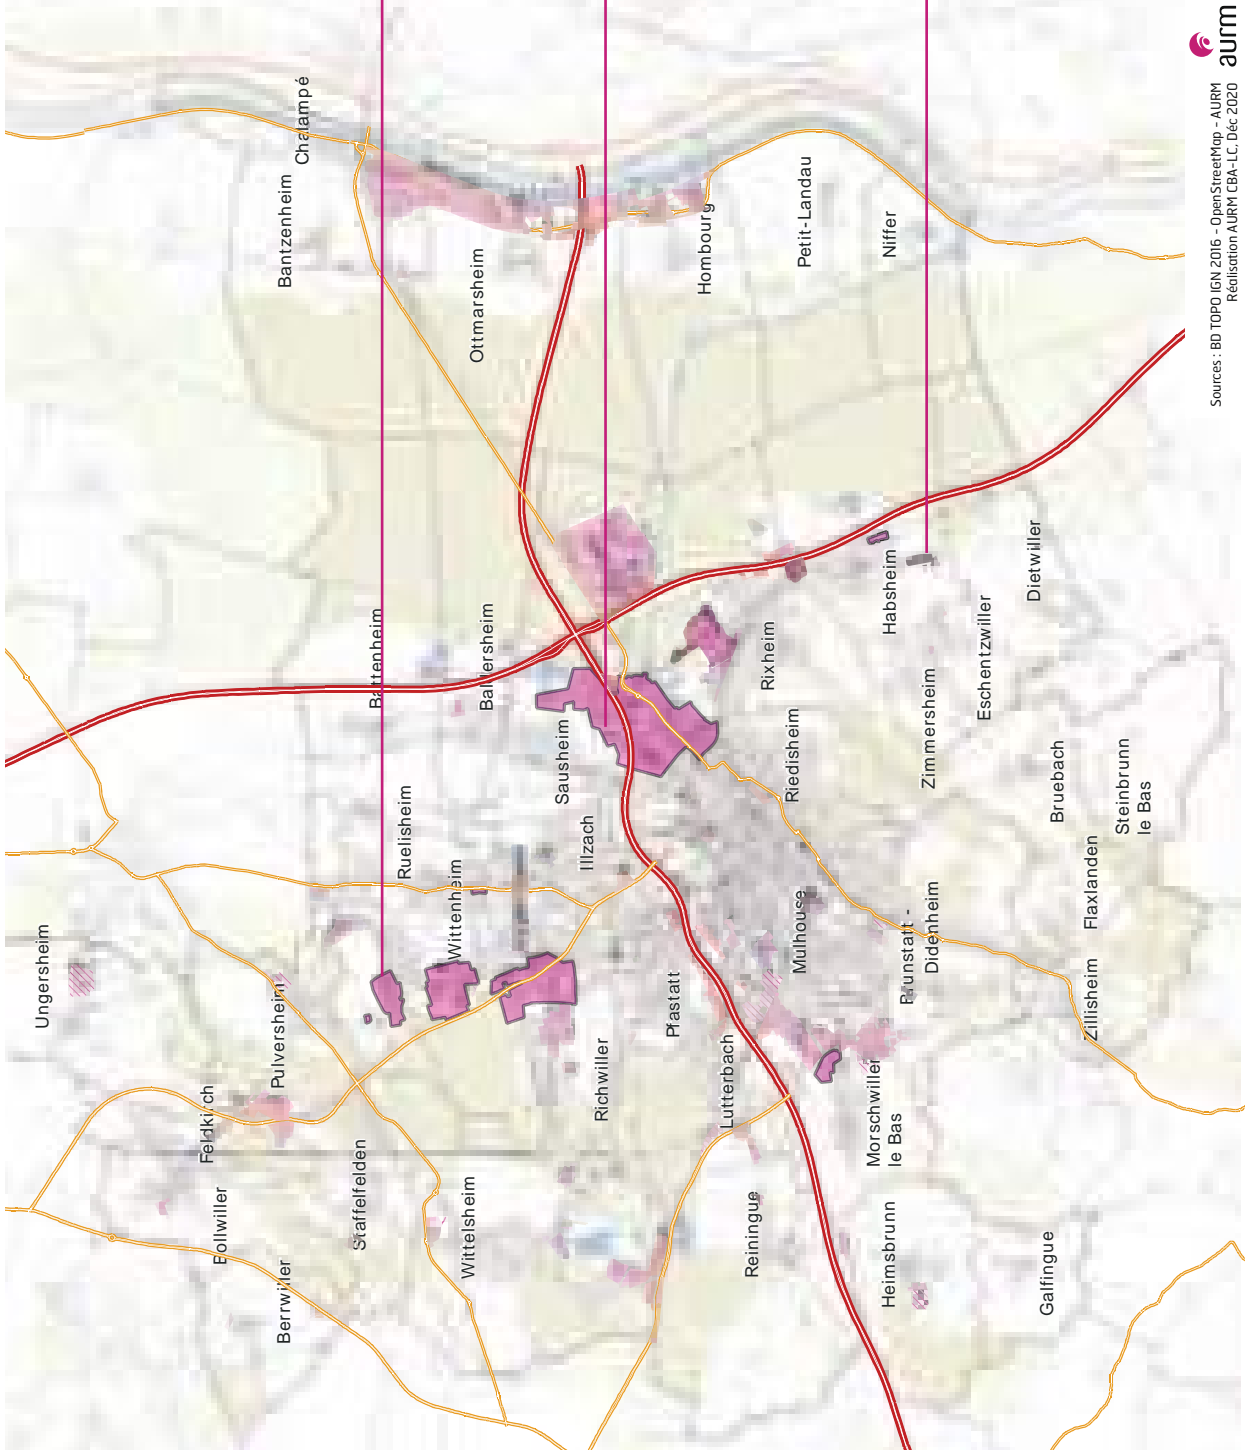 Ungersheim
Feldkirch
Bollwiller
Berrwiller
Pulversheim
Staffelfelden
Wittelsheim
Ruelisheim
Wittenheim
Battenheim
Baldersheim
Sausheim
Illzach
Richwiller
Pfastatt
Lutterbach
Reiningue
Morschwiller
le Bas
Heimsbrunn
Galfingue
Mulhouse
Brunstatt -
Didenheim
Zillisheim
Flaxlanden
Bruebach
Steinbrunn
le Bas
Riedisheim
Rixheim
Zimmersheim
Eschentzwiller
Habsheim
Dietwiller
Chalampé
Bantzenheim
Ottmarsheim
Hombourg
Petit-Landau
Niffer
Sources : BD TOPO IGN 2016 - OpenStreetMap - AURM
Réalisation AURM CBA-LC, Déc 2020
aurm